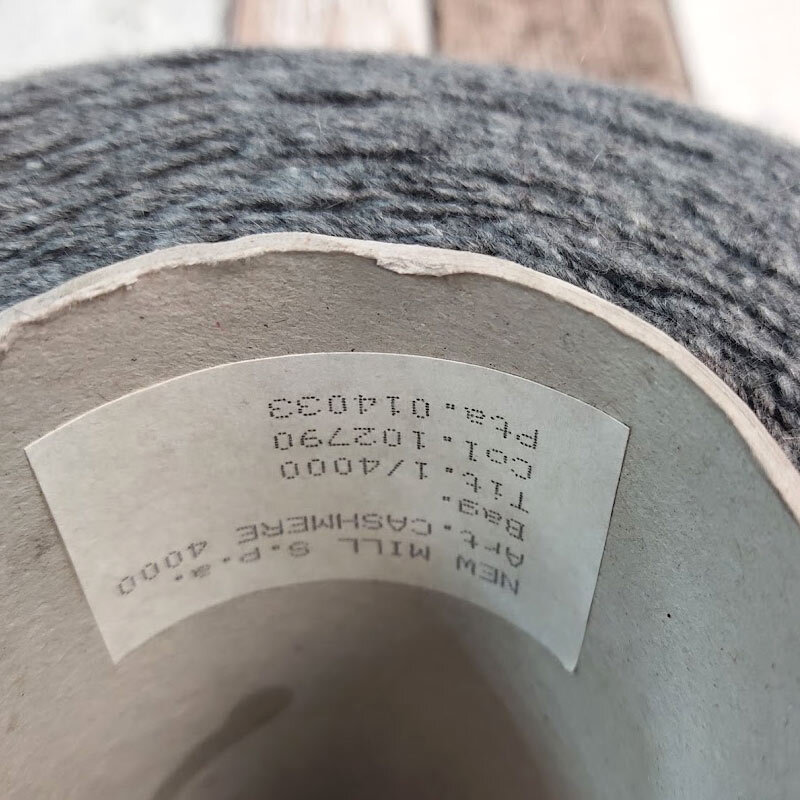 NEW MILL S.P.a.
Art.CASHMERE 4000
Bag.
Tit.1/4000
Col.102790
Pta.014033